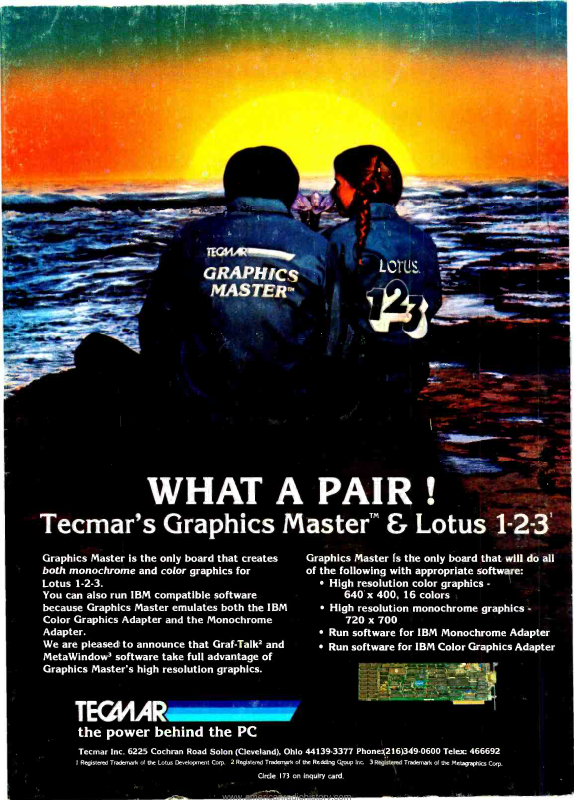 TECMAR
GRAPHICS
MASTER™
LOTUS
123
WHAT A PAIR !
Tecmar's Graphics Master™ & Lotus 1-2-3¹
Graphics Master is the only board that creates
both monochrome and color graphics for
Lotus 1-2-3.
You can also run IBM compatible software
because Graphics Master emulates both the IBM
Color Graphics Adapter and the Monochrome
Adapter.
We are pleased to announce that Graf-Talk² and
MetaWindow³ software take full advantage of
Graphics Master's high resolution graphics.
Graphics Master is the only board that will do all
of the following with appropriate software:
• High resolution color graphics -
640 x 400, 16 colors
• High resolution monochrome graphics -
720 x 700
• Run software for IBM Monochrome Adapter
• Run software for IBM Color Graphics Adapter
TECMAR
the power behind the PC
Tecmar Inc. 6225 Cochran Road Solon (Cleveland), Ohio 44139-3377 Phone:(216)349-0600 Telex: 466692
1 Registered Trademark of the Lotus Development Corp. 2 Registered Trademark of the Redding Group Inc. 3 Registered Trademark of the Metagraphics Corp.
Circle 173 on inquiry card.
www.americanradiohistory.com